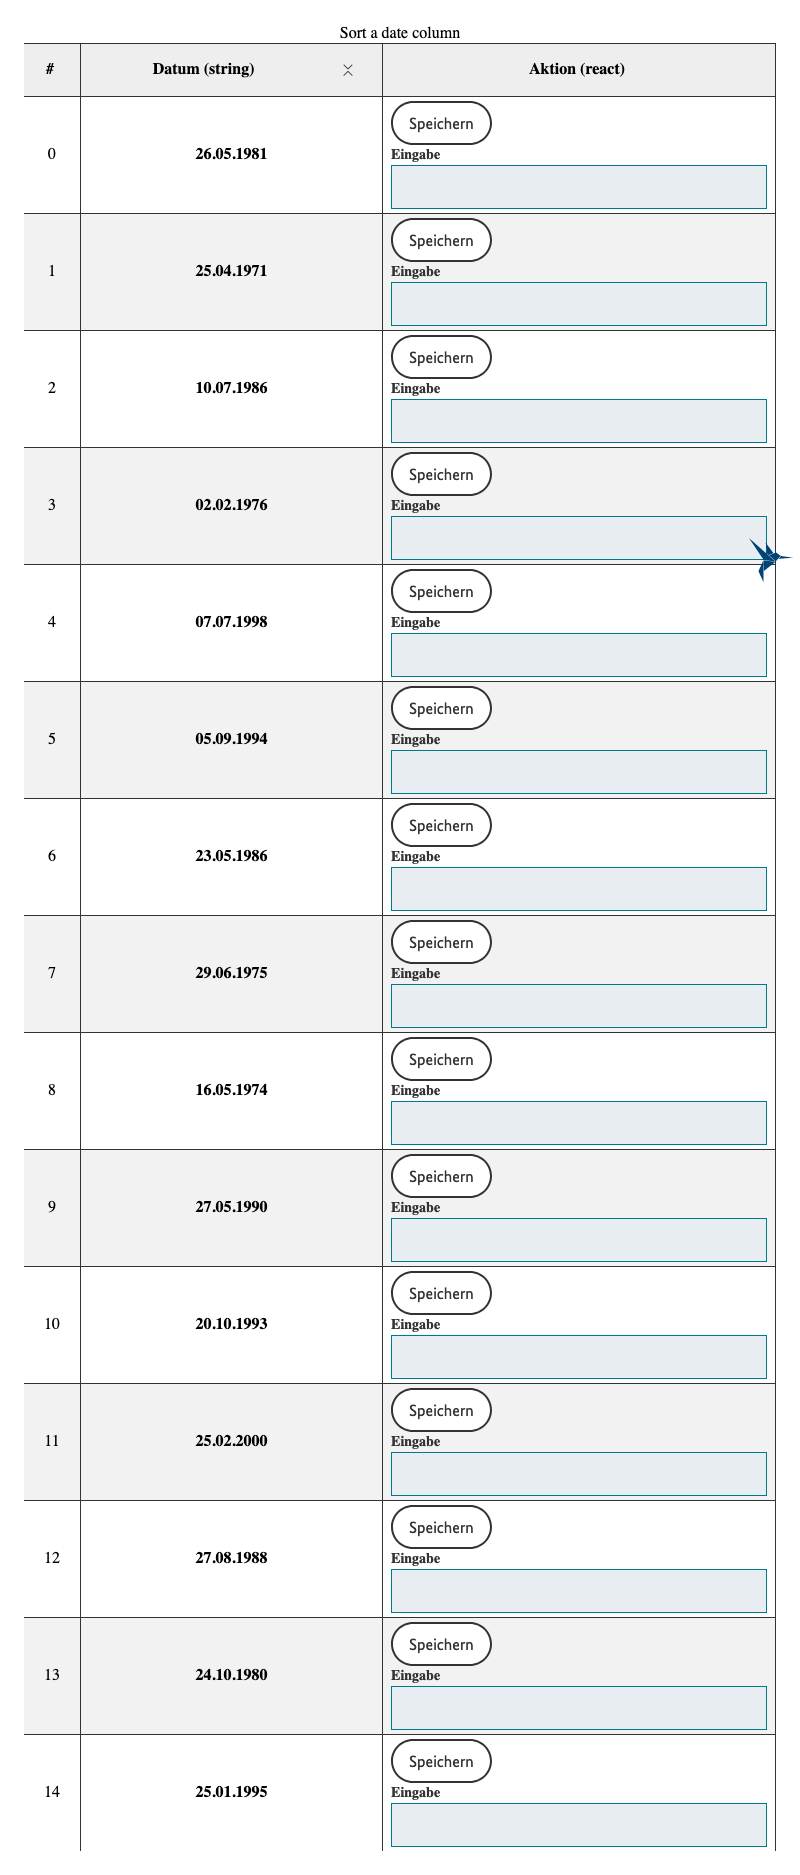 Sort a date column
# Datum (string) Aktion (react)
Speichern
Eingabe
0 26.05.1981
Speichern
Eingabe
1 25.04.1971
Speichern
Eingabe
2 10.07.1986
Speichern
Eingabe
3 02.02.1976
Speichern
Eingabe
4 07.07.1998
Speichern
Eingabe
5 05.09.1994
Speichern
Eingabe
6 23.05.1986
Speichern
Eingabe
7 29.06.1975
Speichern
Eingabe
8 16.05.1974
Speichern
Eingabe
9 27.05.1990
Speichern
Eingabe
10 20.10.1993
Speichern
Eingabe
11 25.02.2000
Speichern
Eingabe
12 27.08.1988
Speichern
Eingabe
13 24.10.1980
Speichern
Eingabe
14 25.01.1995